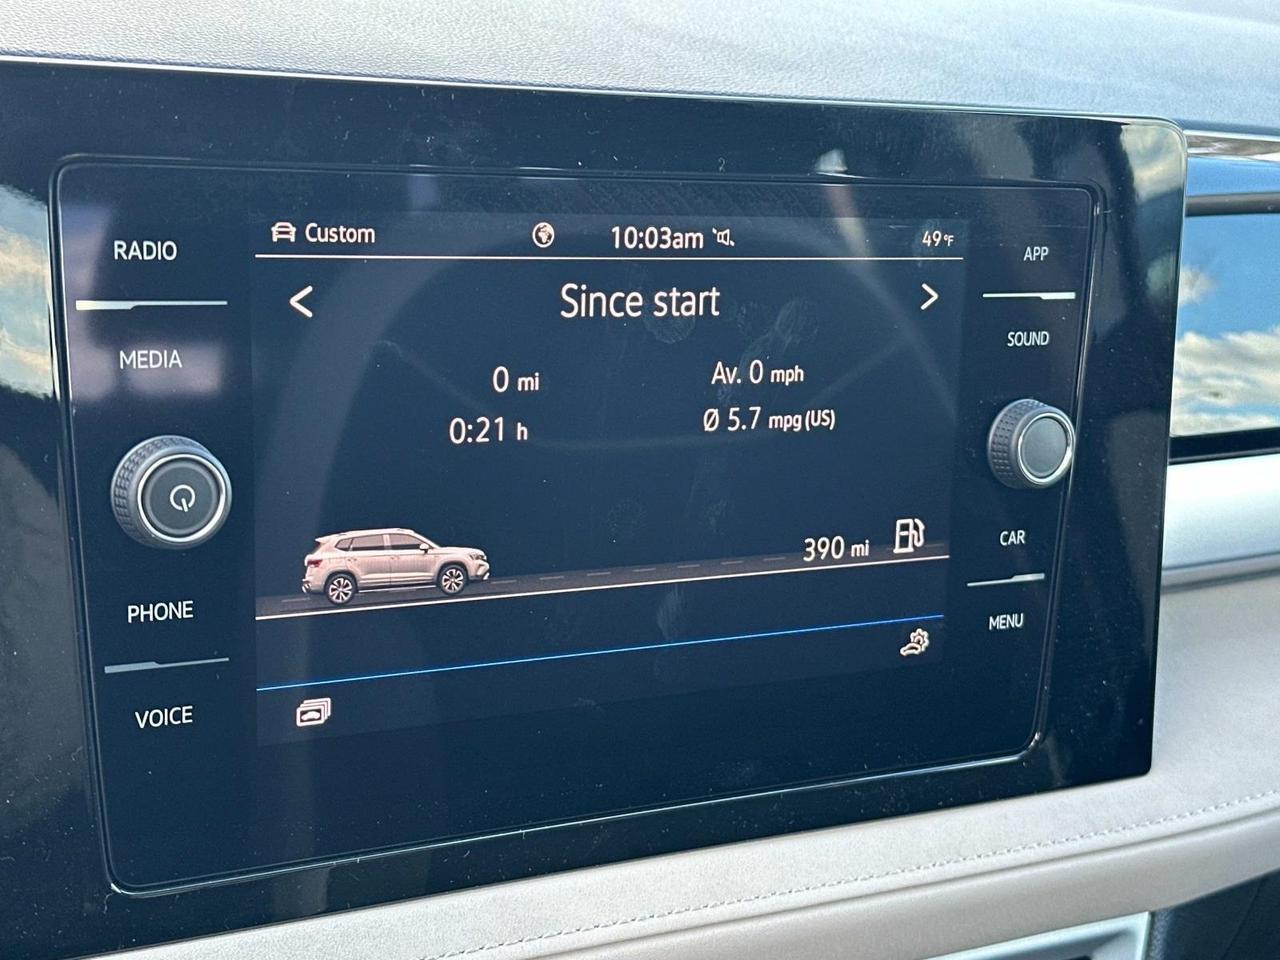 RADIO
MEDIA
PHONE
VOICE
Custom
10:03am
49°F
Since start
0 mi
Av. 0 mph
0:21 h
Ø 5.7 mpg (US)
390 mi
APP
SOUND
CAR
MENU